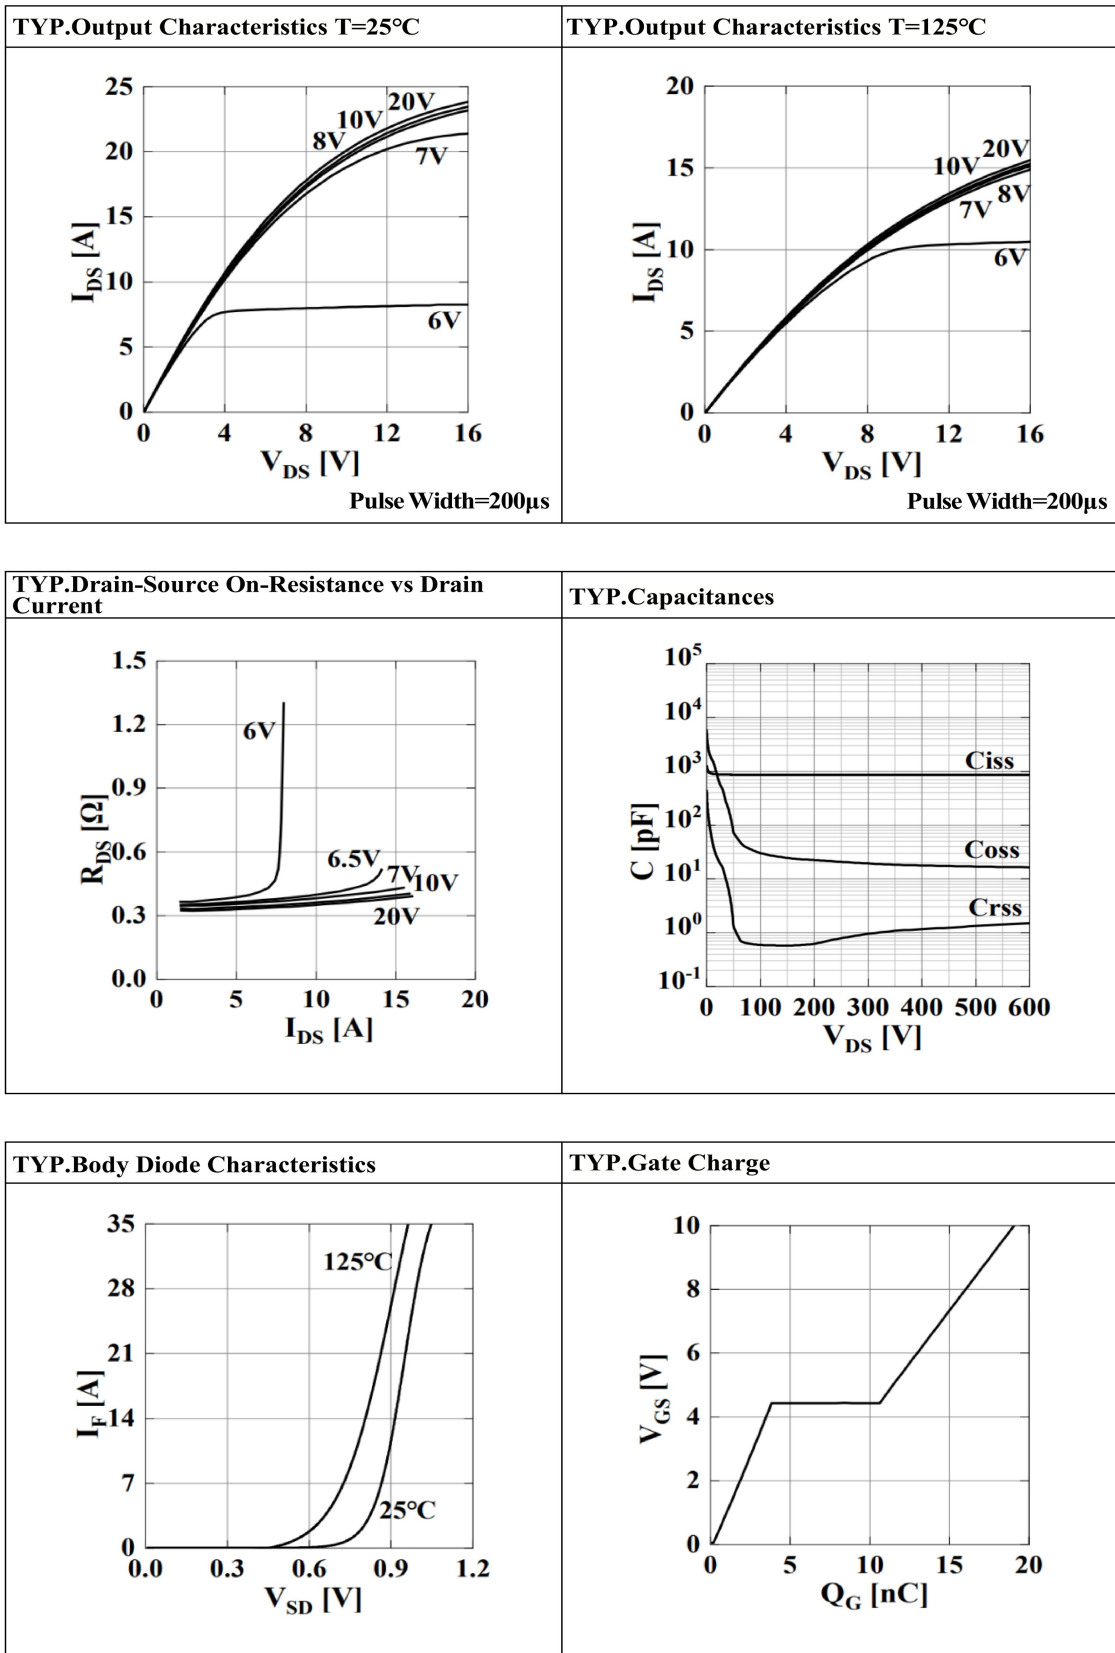 TYP.Output Characteristics T=25℃
25
20
15
10
5
0
0 4 8 12 16
I_DS [A]
V_DS [V]
20V
10V
8V
7V
6V
Pulse Width=200μs
TYP.Output Characteristics T=125℃
20
15
10
5
0
0 4 8 12 16
I_DS [A]
V_DS [V]
20V
10V
8V
7V
6V
Pulse Width=200μs
TYP.Drain-Source On-Resistance vs Drain
Current
1.5
1.2
0.9
0.6
0.3
0.0
0 5 10 15 20
R_DS [Ω]
I_DS [A]
6V
6.5V
7V
10V
20V
TYP.Capacitances
10^5
10^4
10^3
10^2
10^1
10^0
10^-1
0 100 200 300 400 500 600
C [pF]
V_DS [V]
Ciss
Coss
Crss
TYP.Body Diode Characteristics
35
28
21
14
7
0
0.0 0.3 0.6 0.9 1.2
I_F [A]
V_SD [V]
125℃
25℃
TYP.Gate Charge
10
8
6
4
2
0
0 5 10 15 20
V_GS [V]
Q_G [nC]